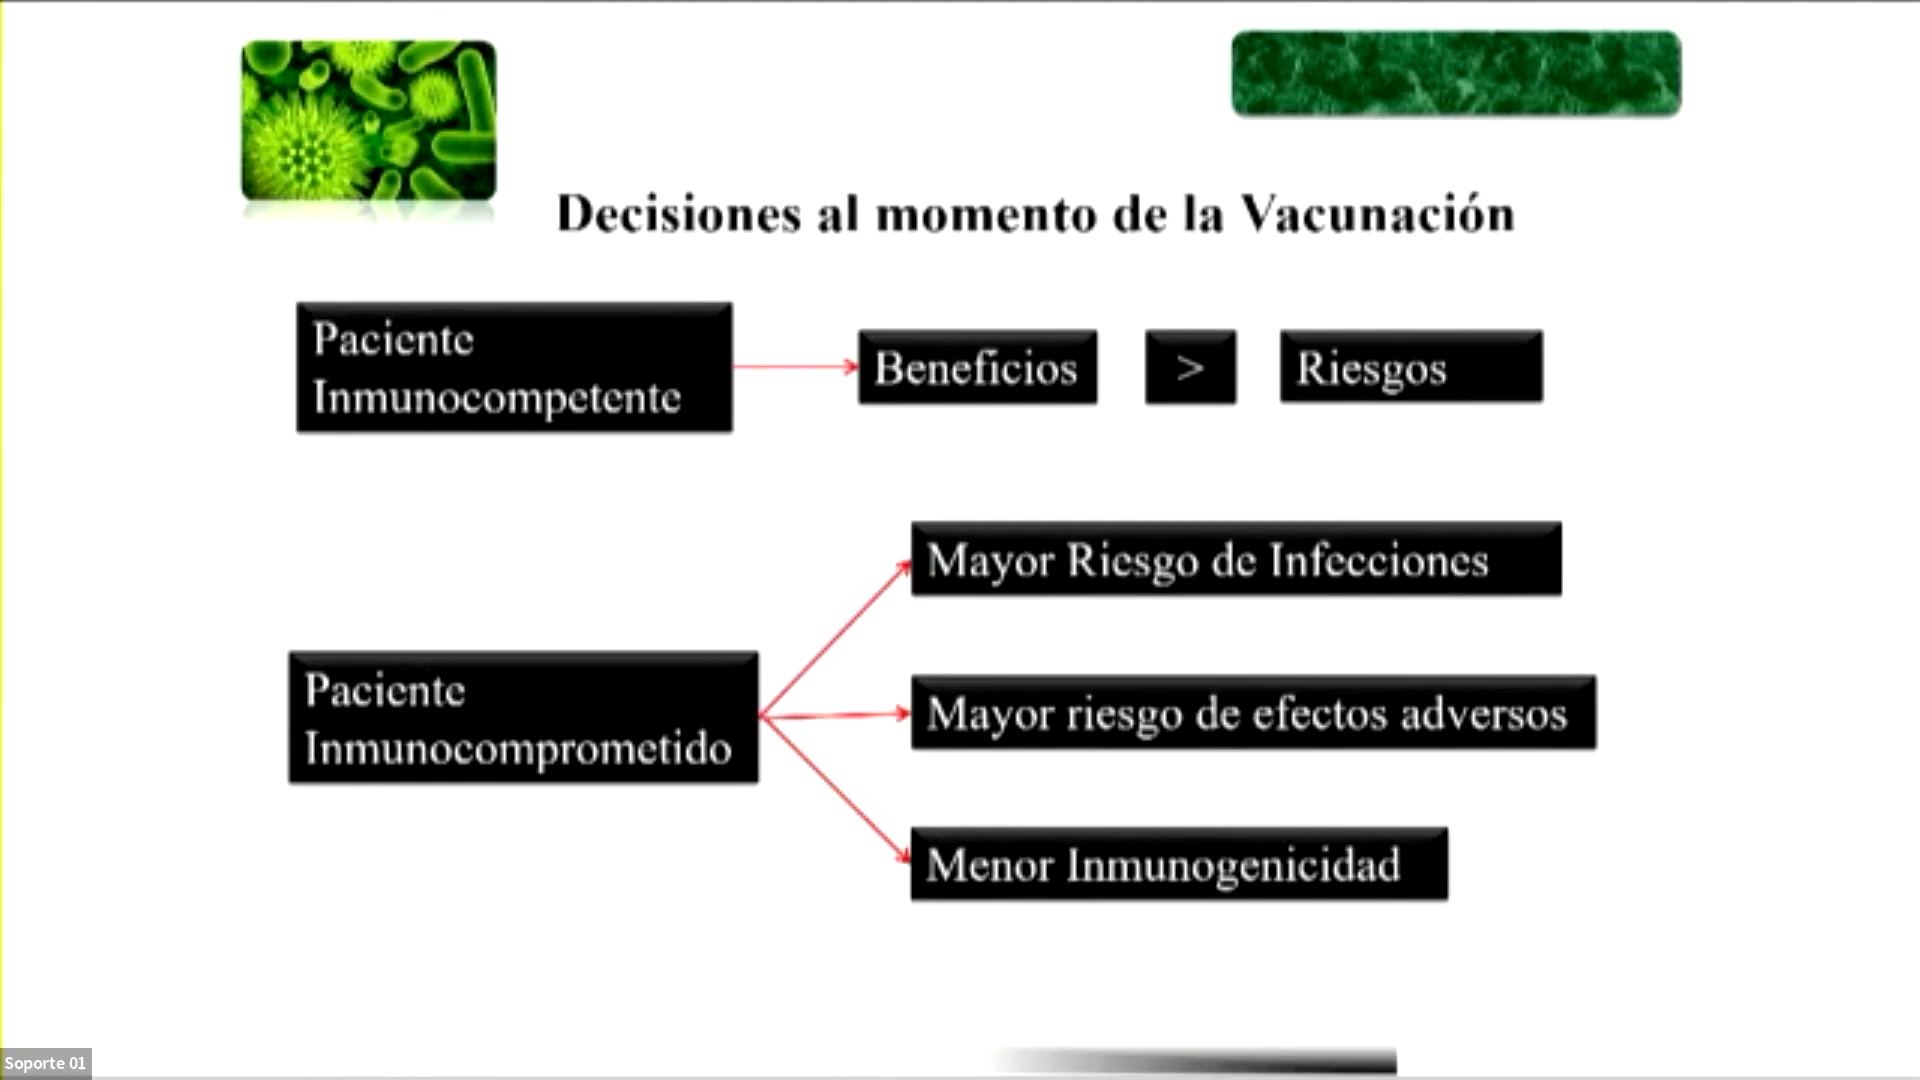 Decisiones al momento de la Vacunación
Paciente
Inmunocompetente
Beneficios
>
Riesgos
Mayor Riesgo de Infecciones
Paciente
Inmunocomprometido
Mayor riesgo de efectos adversos
Menor Inmunogenicidad
Soporte 01